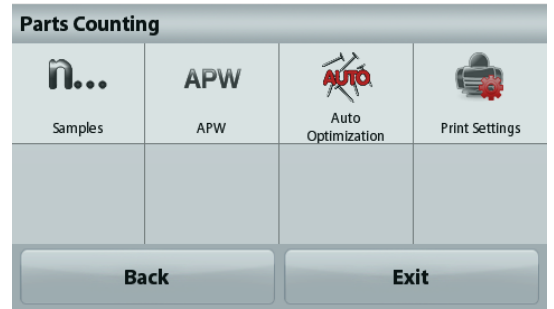 Parts Counting
n...
APW
AUTO
Samples
APW
Auto
Optimization
Print Settings
Back
Exit